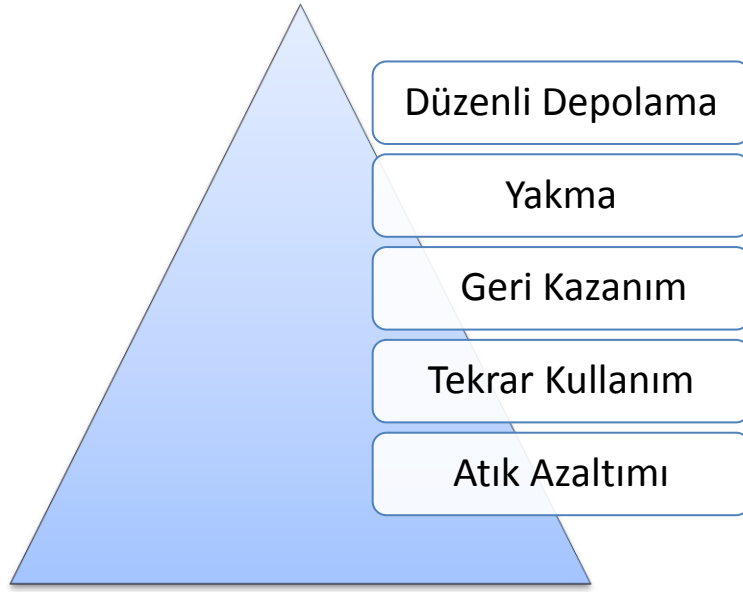 Düzenli Depolama
Yakma
Geri Kazanım
Tekrar Kullanım
Atık Azaltımı